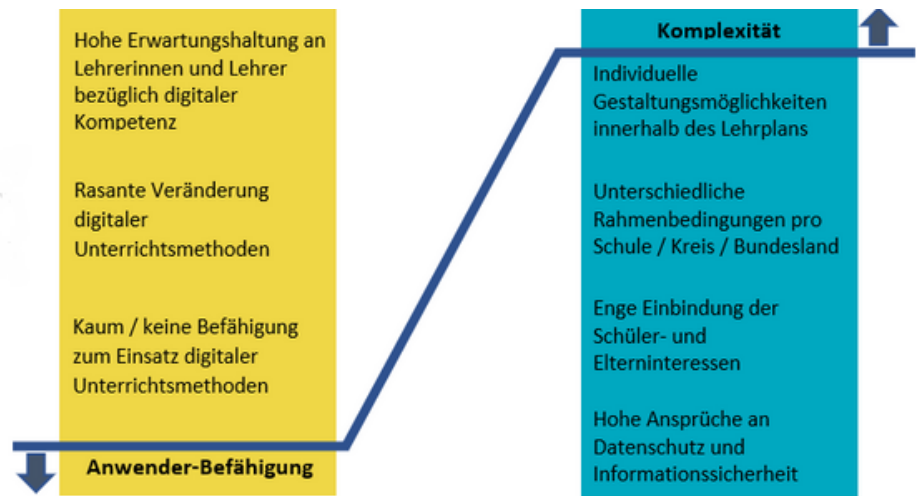 Hohe Erwartungshaltung an
Lehrerinnen und Lehrer
bezüglich digitaler
Kompetenz
Rasante Veränderung
digitaler
Unterrichtsmethoden
Kaum / keine Befähigung
zum Einsatz digitaler
Unterrichtsmethoden
Anwender-Befähigung
Komplexität
Individuelle
Gestaltungsmöglichkeiten
innerhalb des Lehrplans
Unterschiedliche
Rahmenbedingungen pro
Schule / Kreis / Bundesland
Enge Einbindung der
Schüler- und
Elterninteressen
Hohe Ansprüche an
Datenschutz und
Informationssicherheit